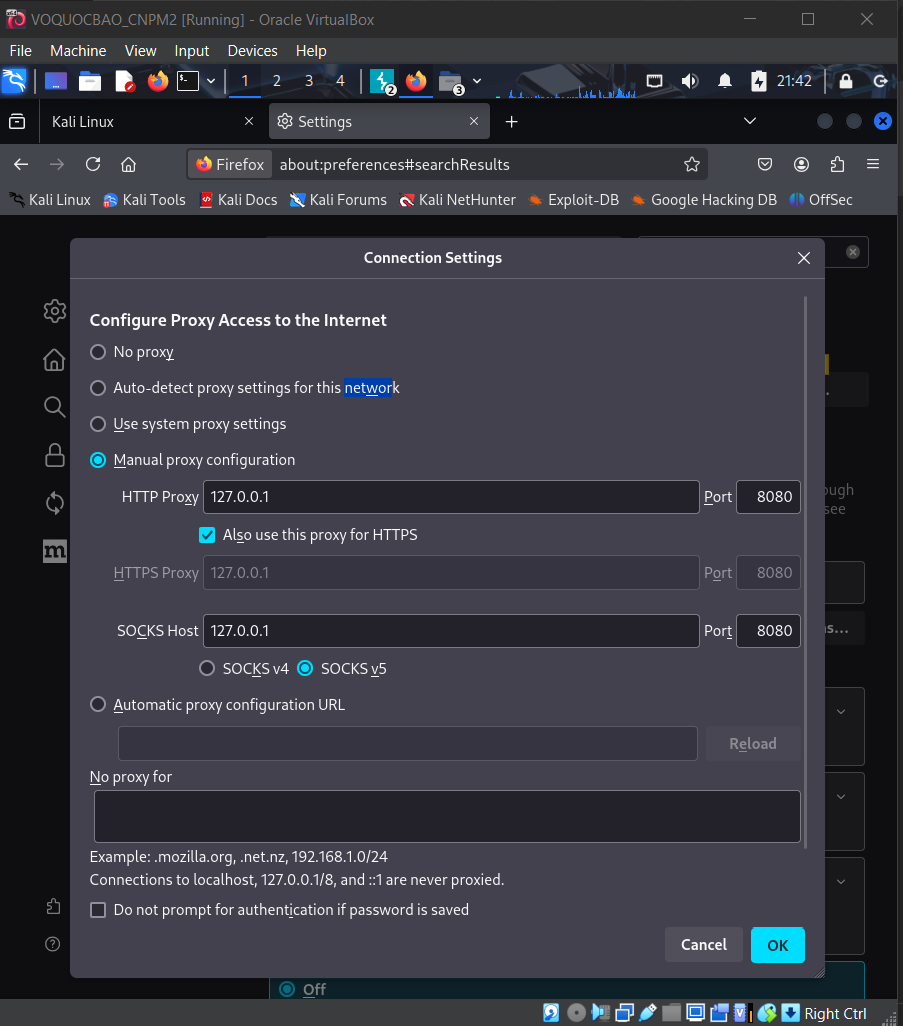 VOQUOCBAO_CNPM2 [Running] - Oracle VirtualBox
File Machine View Input Devices Help
1 2 3 4 2 3 21:42
Kali Linux Settings
Firefox about:preferences#searchResults
Kali Linux Kali Tools Kali Docs Kali Forums Kali NetHunter Exploit-DB Google Hacking DB OffSec
Connection Settings
Configure Proxy Access to the Internet
No proxy
Auto-detect proxy settings for this network
Use system proxy settings
Manual proxy configuration
HTTP Proxy 127.0.0.1 Port 8080
Also use this proxy for HTTPS
HTTPS Proxy 127.0.0.1 Port 8080
SOCKS Host 127.0.0.1 Port 8080
SOCKS v4 SOCKS v5
Automatic proxy configuration URL
Reload
No proxy for
Example: .mozilla.org, .net.nz, 192.168.1.0/24
Connections to localhost, 127.0.0.1/8, and ::1 are never proxied.
Do not prompt for authentication if password is saved
Cancel OK
Off
Right Ctrl